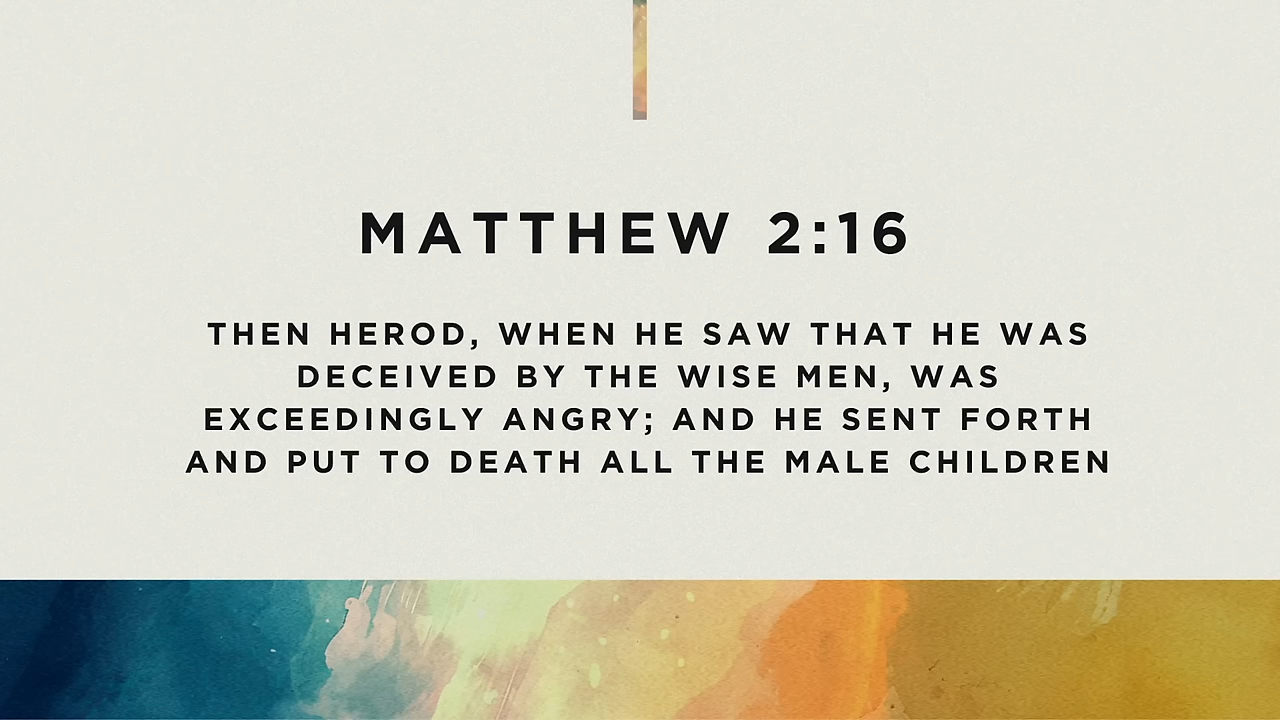 MATTHEW 2:16
THEN HEROD, WHEN HE SAW THAT HE WAS
DECEIVED BY THE WISE MEN, WAS
EXCEEDINGLY ANGRY; AND HE SENT FORTH
AND PUT TO DEATH ALL THE MALE CHILDREN